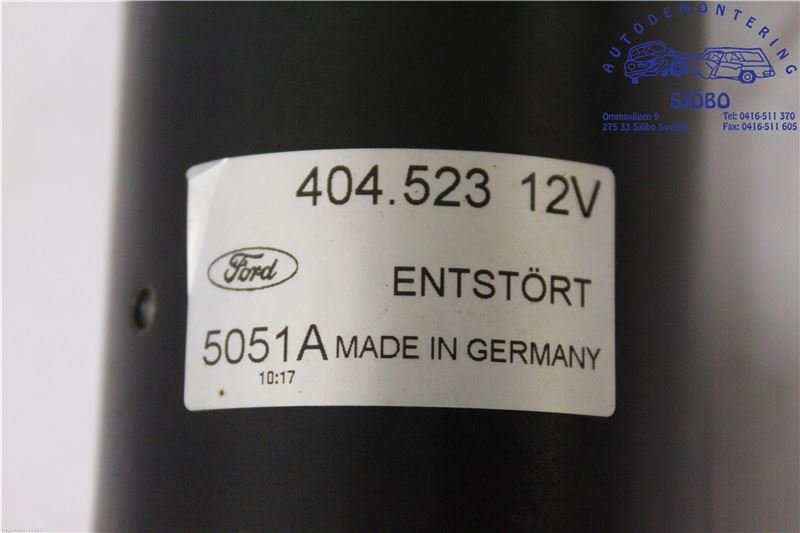 AUTODEMONTERING
SJÖBO
Ommavägen 9
275 33 Sjöbo Sweden
Tel: 0416-511 370
Fax: 0416-511 605
404.523 12V
Ford
ENTSTÖRT
5051A MADE IN GERMANY
10:17